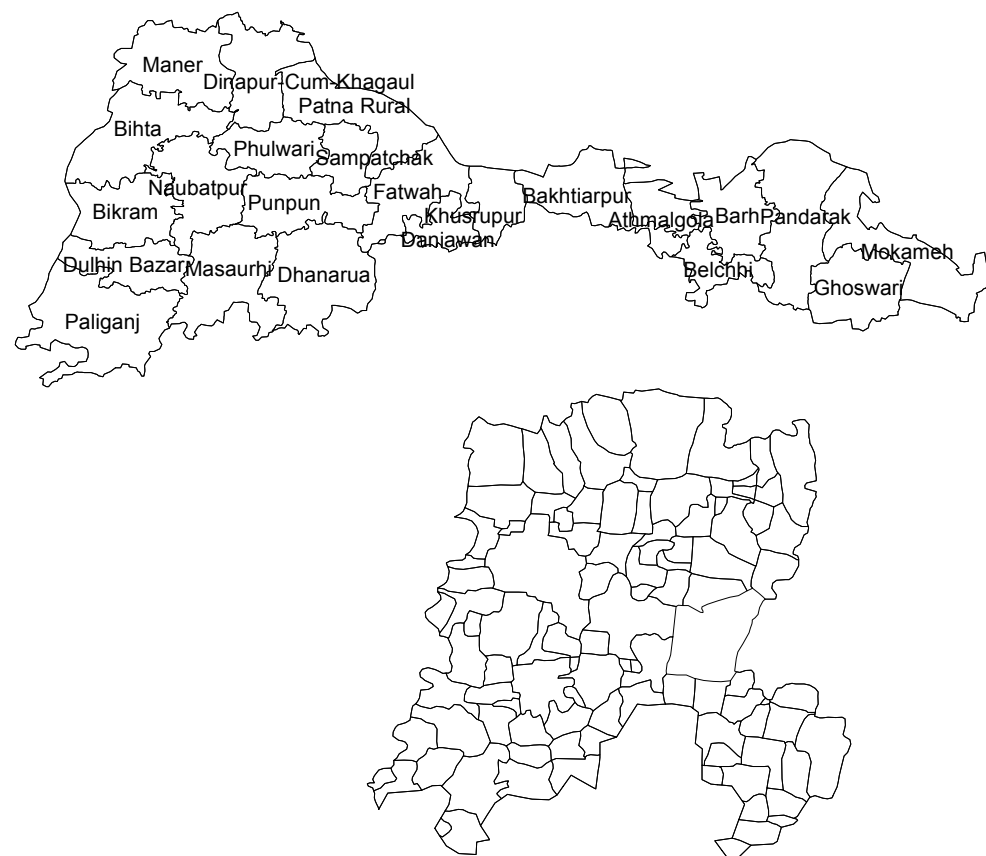 Maner
Dinapur-Cum-Khagaul
Patna Rural
Bihta
Phulwari
Sampatchak
Naubatpur
Fatwah
Bakhtiarpur
Bikram
Punpun
Khusrupur
Athmalgola
Barh
Pandarak
Daniawan
Mokameh
Dulhin Bazar
Masaurhi
Dhanarua
Belchhi
Ghoswari
Paliganj